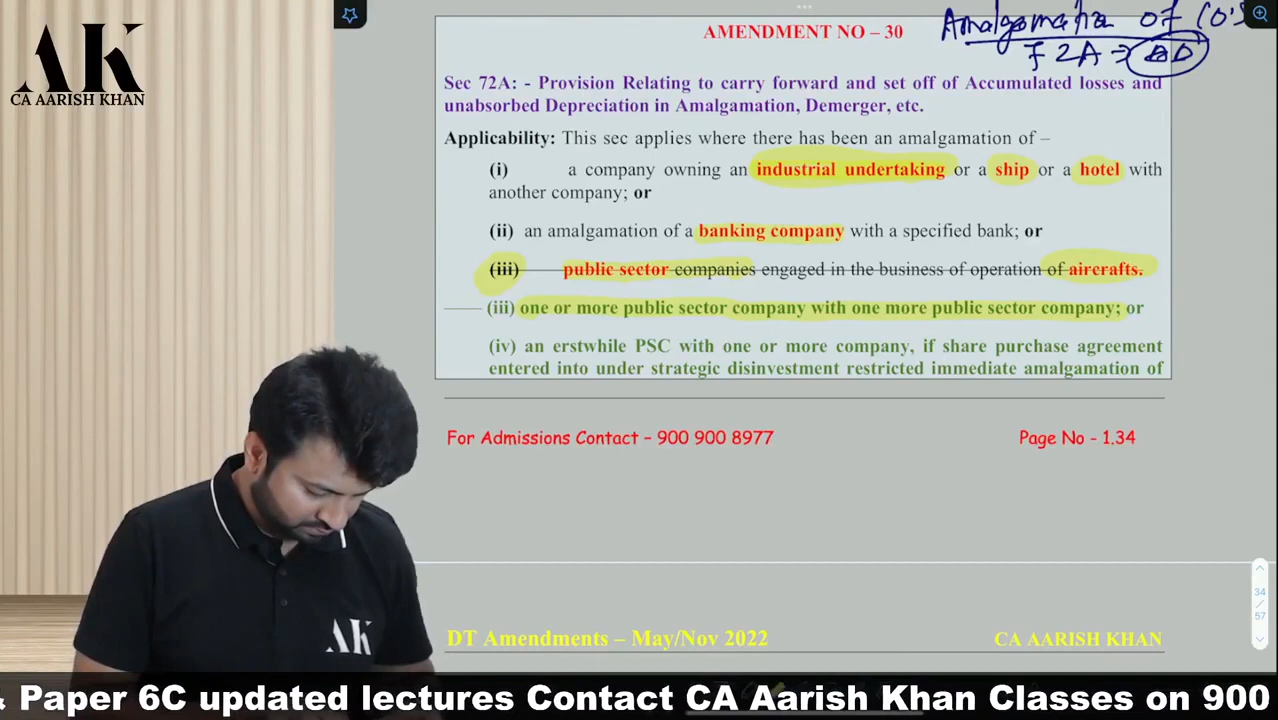 AK
CA AARISH KHAN
Amalgamation of CO'S
72A ⇒
AMENDMENT NO – 30
Sec 72A: - Provision Relating to carry forward and set off of Accumulated losses and
unabsorbed Depreciation in Amalgamation, Demerger, etc.
Applicability: This sec applies where there has been an amalgamation of –
(i) a company owning an industrial undertaking or a ship or a hotel with
another company; or
(ii) an amalgamation of a banking company with a specified bank; or
(iii) public sector companies engaged in the business of operation of aircrafts.
(iii) one or more public sector company with one more public sector company; or
(iv) an erstwhile PSC with one or more company, if share purchase agreement
entered into under strategic disinvestment restricted immediate amalgamation of
For Admissions Contact – 900 900 8977
Page No - 1.34
34
/
57
AK
DT Amendments – May/Nov 2022
CA AARISH KHAN
& Paper 6C updated lectures Contact CA Aarish Khan Classes on 900